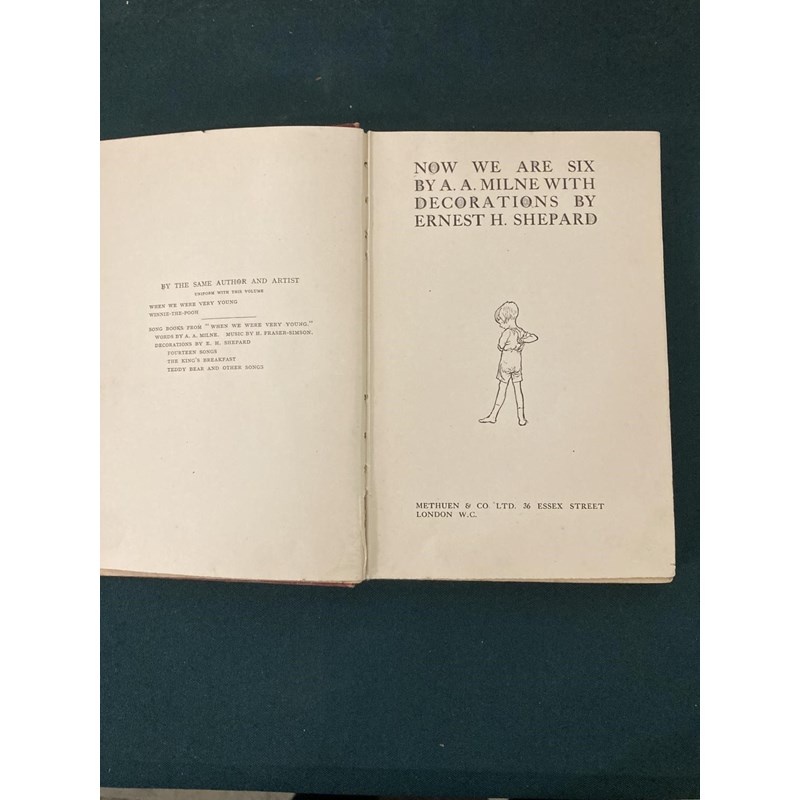 BY THE SAME AUTHOR AND ARTIST
UNIFORM WITH THIS VOLUME
WHEN WE WERE VERY YOUNG
WINNIE-THE-POOH
SONG BOOKS FROM "WHEN WE WERE VERY YOUNG,"
WORDS BY A. A. MILNE. MUSIC BY H. FRASER-SIMSON.
DECORATIONS BY E. H. SHEPARD
FOURTEEN SONGS
THE KING'S BREAKFAST
TEDDY BEAR AND OTHER SONGS
NOW WE ARE SIX
BY A. A. MILNE WITH
DECORATIONS BY
ERNEST H. SHEPARD
METHUEN & CO LTD. 36 ESSEX STREET
LONDON W.C.